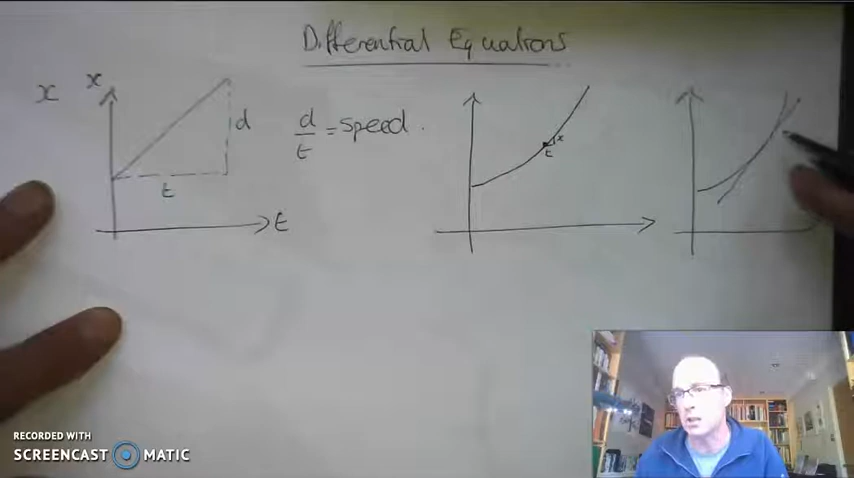 Differential Equations
x
x
d
t
t
d
t
= speed.
x
t
RECORDED WITH
SCREENCAST MATIC